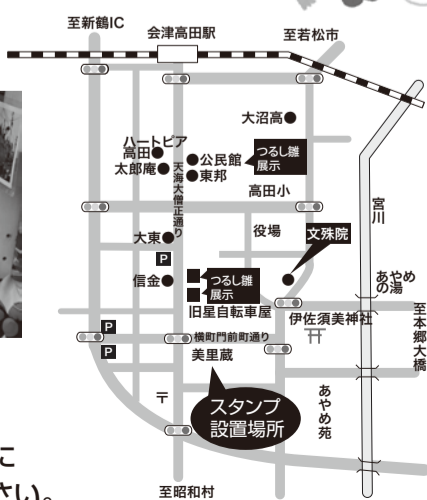 至新鶴IC
会津高田駅
至若松市
大沼高
ハートピア
高田
太郎庵
公民館
東邦
つるし雛
展示
天海大僧正通り
高田小
宮川
役場
文殊院
大東
P
信金
つるし雛
展示
旧星自転車屋
あやめ
の湯
伊佐須美神社
至本郷大橋
P
P
横町門前町通り
美里蔵
〒
スタンプ
設置場所
あやめ苑
至昭和村
に
さい)。